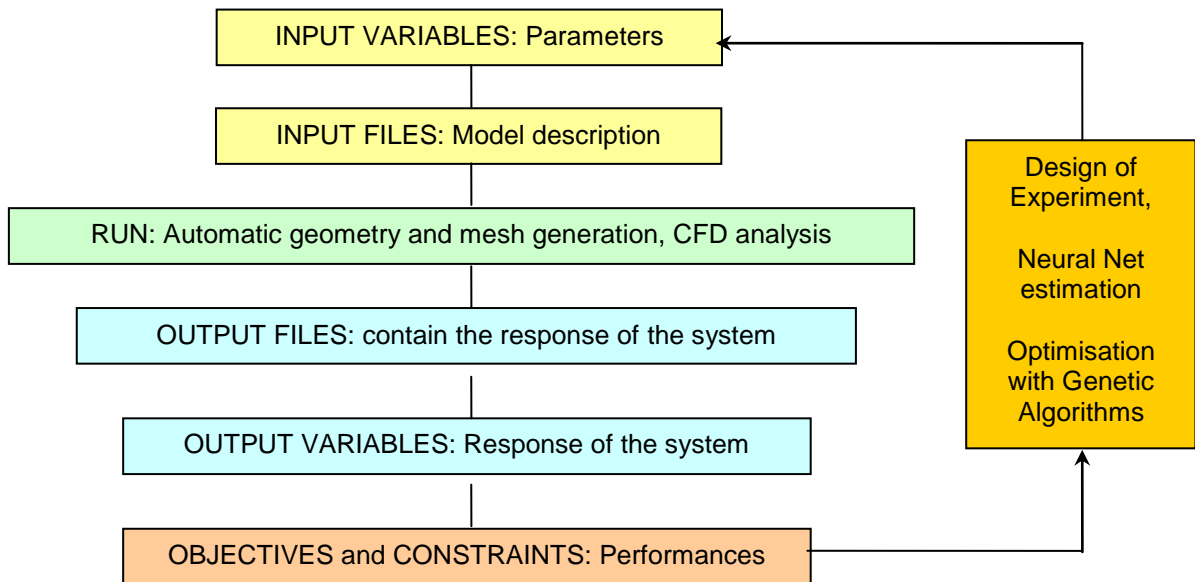 INPUT VARIABLES: Parameters
INPUT FILES: Model description
RUN: Automatic geometry and mesh generation, CFD analysis
OUTPUT FILES: contain the response of the system
OUTPUT VARIABLES: Response of the system
OBJECTIVES and CONSTRAINTS: Performances
Design of
Experiment,
Neural Net
estimation
Optimisation
with Genetic
Algorithms